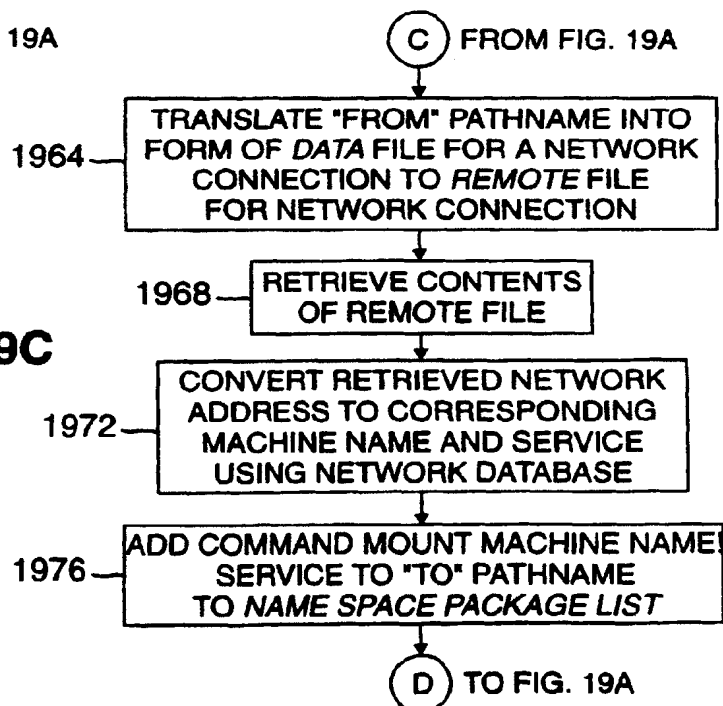 19A
C FROM FIG. 19A
1964
TRANSLATE "FROM" PATHNAME INTO
FORM OF DATA FILE FOR A NETWORK
CONNECTION TO REMOTE FILE
FOR NETWORK CONNECTION
1968
RETRIEVE CONTENTS
OF REMOTE FILE
9C
1972
CONVERT RETRIEVED NETWORK
ADDRESS TO CORRESPONDING
MACHINE NAME AND SERVICE
USING NETWORK DATABASE
1976
ADD COMMAND MOUNT MACHINE NAME!
SERVICE TO "TO" PATHNAME
TO NAME SPACE PACKAGE LIST
D TO FIG. 19A